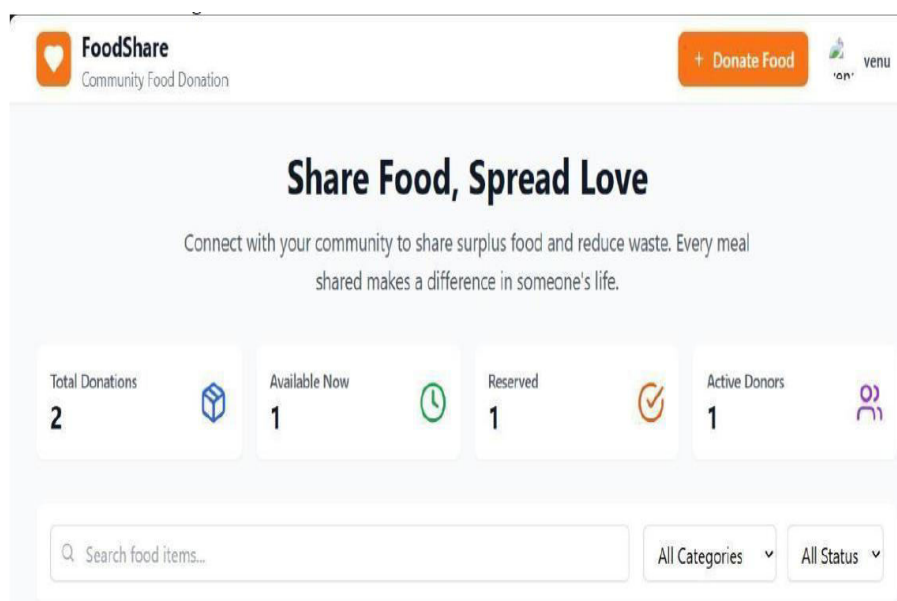 FoodShare
Community Food Donation
+ Donate Food
venu
Share Food, Spread Love
Connect with your community to share surplus food and reduce waste. Every meal
shared makes a difference in someone's life.
Total Donations
2
Available Now
1
Reserved
1
Active Donors
1
Search food items...
All Categories
All Status